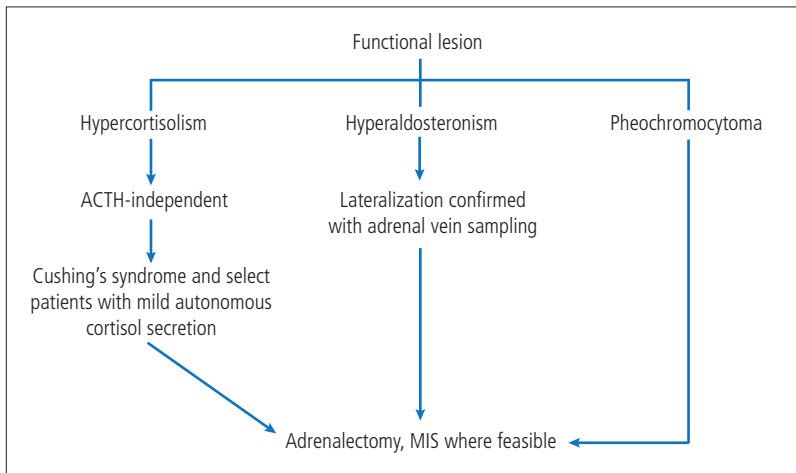 Functional lesion
Hypercortisolism
Hyperaldosteronism
Pheochromocytoma
ACTH-independent
Lateralization confirmed
with adrenal vein sampling
Cushing’s syndrome and select
patients with mild autonomous
cortisol secretion
Adrenalectomy, MIS where feasible